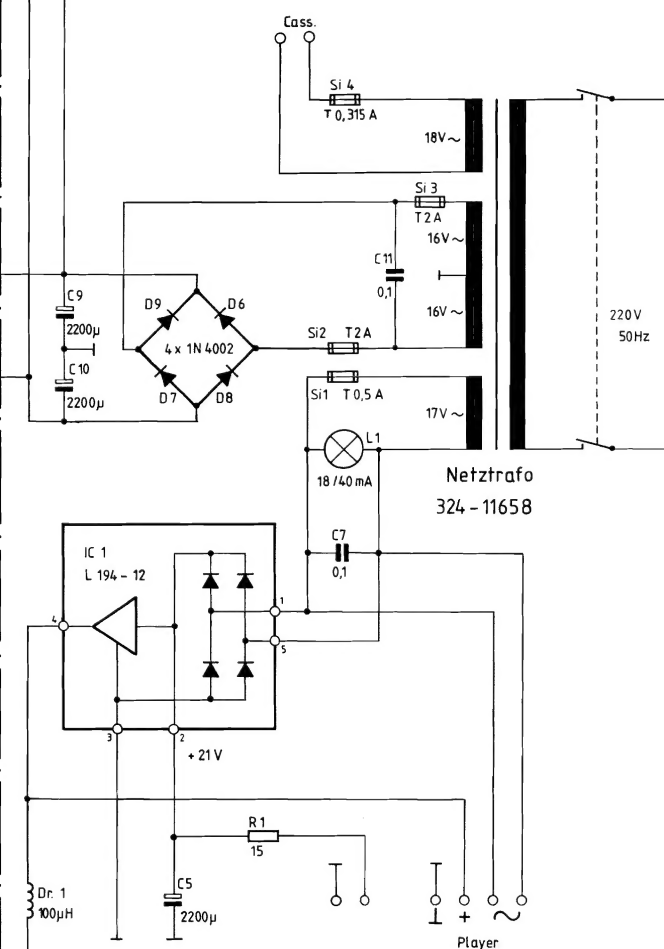 Cass.
Si 4
T 0,315 A
18V~
Si 3
T 2 A
16V~
C 11
0,1
16V~
220 V
50Hz
C 9
2200µ
D9
D6
4 x 1N 4002
C 10
2200µ
D7
D8
Si2 T 2 A
Si1 T 0,5 A
17V~
L1
18 / 40 mA
Netztrafo
324 – 11658
C7
0,1
IC 1
L 194 – 12
4
1
5
3
2
+ 21 V
R 1
15
Dr. 1
100µH
C5
2200µ
+ ~
Player